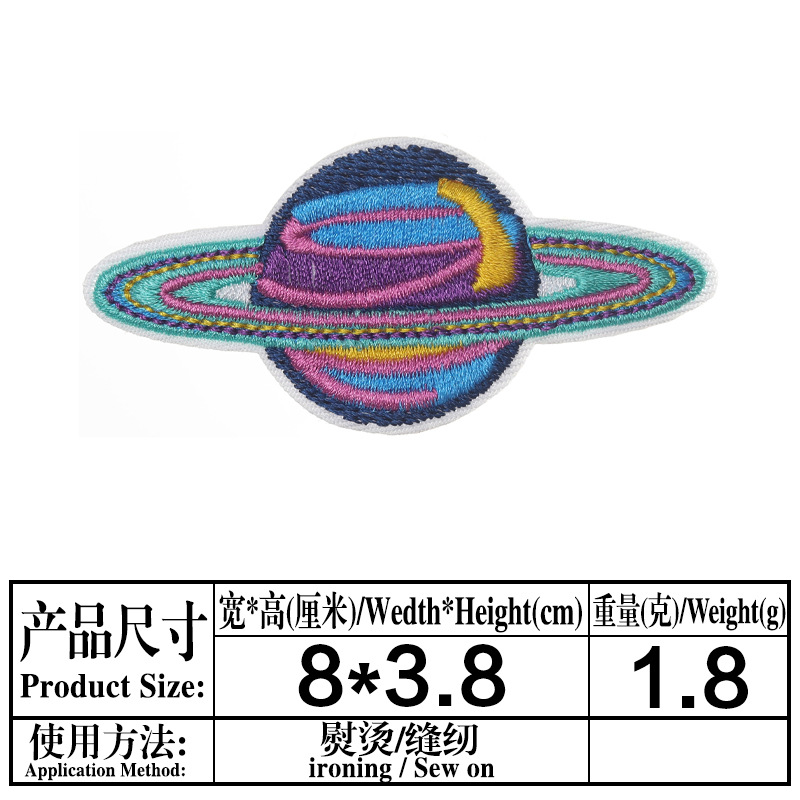 产品尺寸
Product Size:
宽*高(厘米)/Wedth*Height(cm)
重量(克)/Weight(g)
8*3.8
1.8
使用方法:
Application Method:
熨烫/缝纫
ironing / Sew on